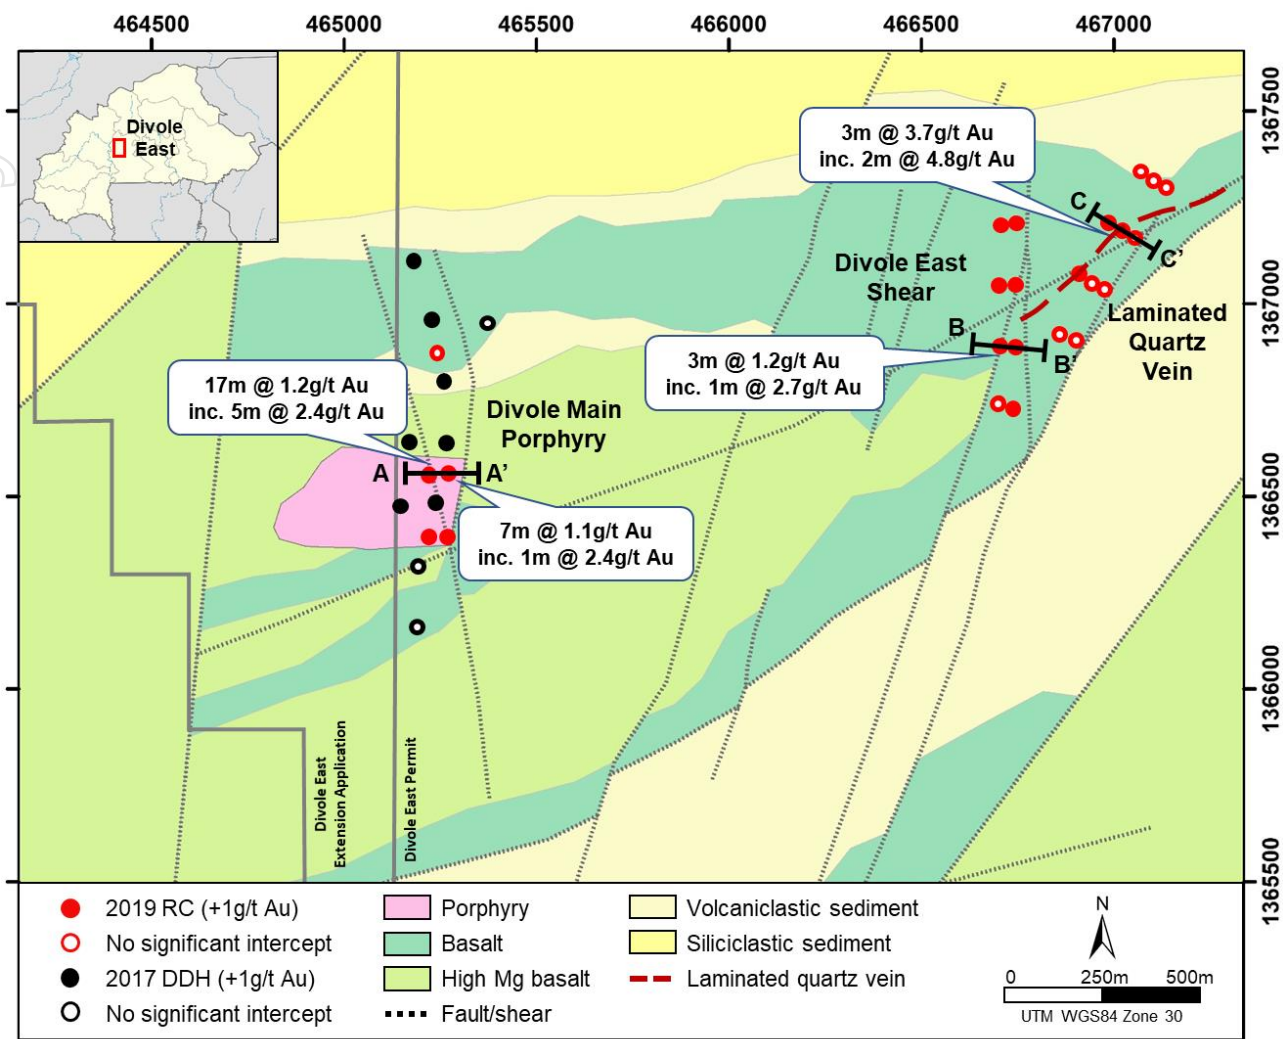 464500 465000 465500 466000 466500 467000
1367500
1367000
1366500
1366000
1365500
Divole
East
3m @ 3.7g/t Au
inc. 2m @ 4.8g/t Au
C
C'
Divole East
Shear
Laminated
Quartz
Vein
B
B'
3m @ 1.2g/t Au
inc. 1m @ 2.7g/t Au
17m @ 1.2g/t Au
inc. 5m @ 2.4g/t Au
Divole Main
Porphyry
A
A'
7m @ 1.1g/t Au
inc. 1m @ 2.4g/t Au
Divole East
Extension Application
Divole East Permit
2019 RC (+1g/t Au)
No significant intercept
2017 DDH (+1g/t Au)
No significant intercept
Porphyry
Basalt
High Mg basalt
Fault/shear
Volcaniclastic sediment
Siliciclastic sediment
Laminated quartz vein
N
0 250m 500m
UTM WGS84 Zone 30